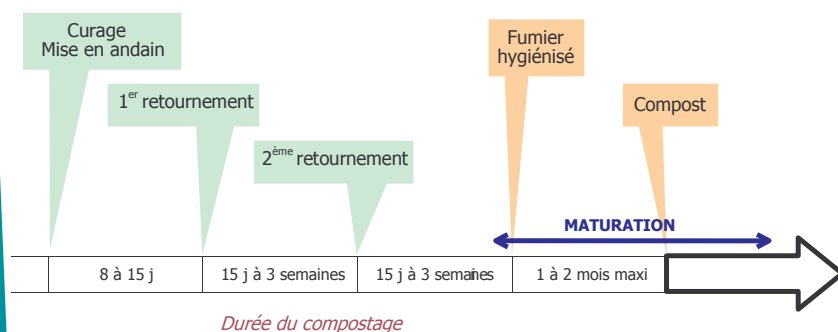 Curage
Mise en andain
1er retournement
2ème retournement
Fumier
hygiénisé
Compost
MATURATION
8 à 15 j
15 j à 3 semaines
15 j à 3 semaines
1 à 2 mois maxi
Durée du compostage